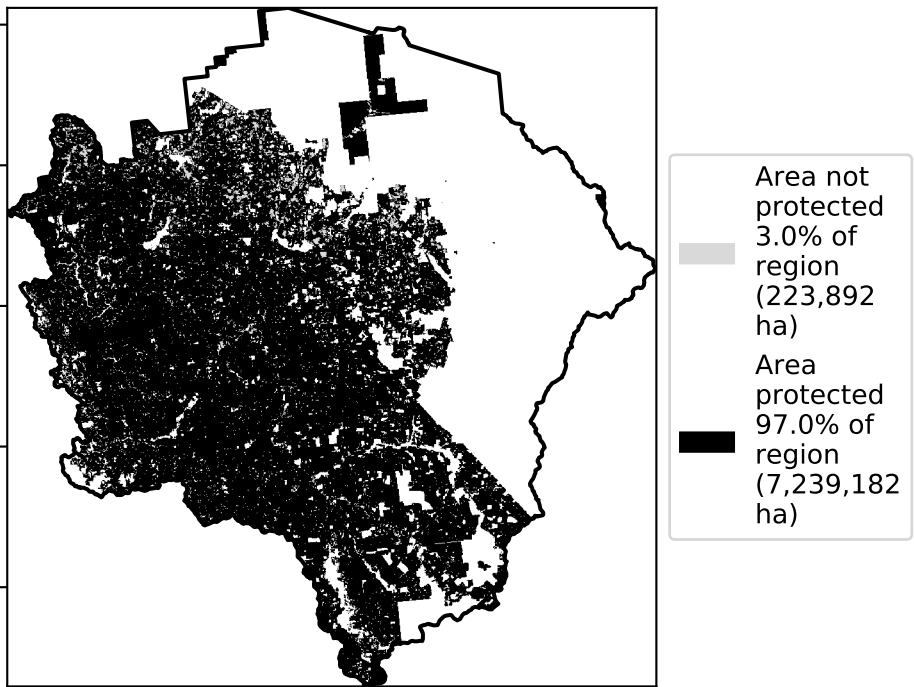 Area not
protected
3.0% of
region
(223,892
ha)
Area
protected
97.0% of
region
(7,239,182
ha)